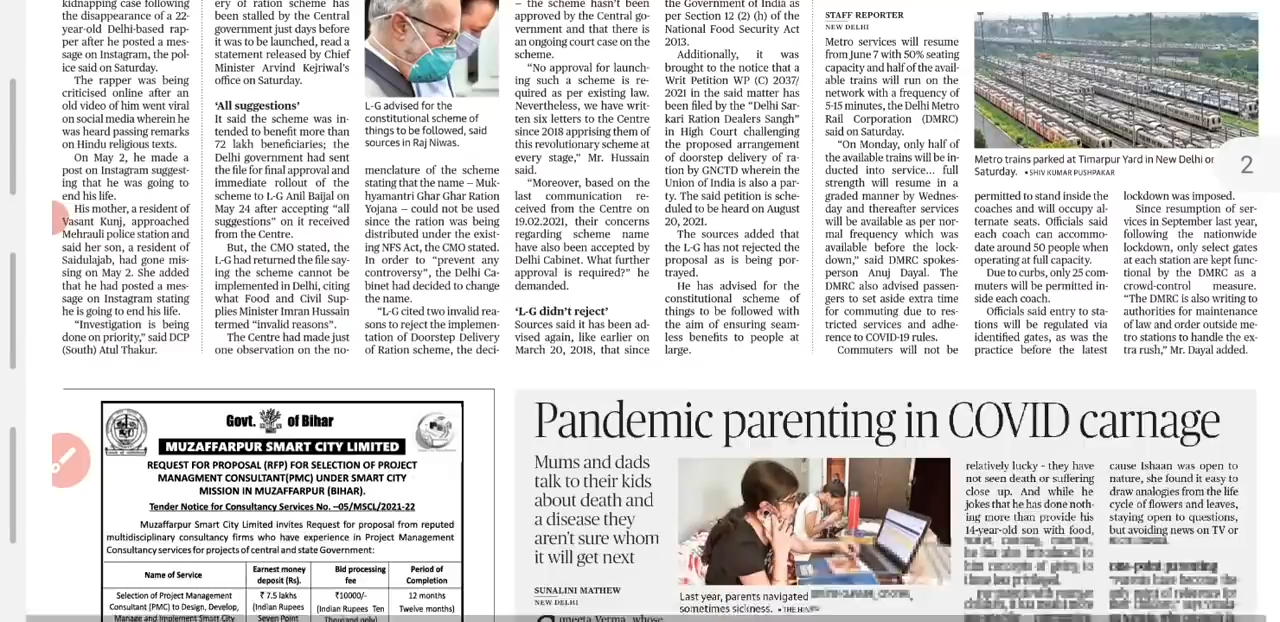 kidnapping case following
the disappearance of a 22-
year-old Delhi-based rap-
per after he posted a mes-
sage on Instagram, the pol-
ice said on Saturday.
The rapper was being
criticised online after an
old video of him went viral
on social media wherein he
was heard passing remarks
on Hindu religious texts.
On May 2, he made a
post on Instagram suggest-
ing that he was going to
end his life.
His mother, a resident of
Vasant Kunj, approached
Mehrauli police station and
said her son, a resident of
Saidulajab, had gone mis-
sing on May 2. She added
that he had posted a mes-
sage on Instagram stating
he is going to end his life.
"Investigation is being
done on priority," said DCP
(South) Atul Thakur.
ery of ration scheme has
been stalled by the Central
government just days before
it was to be launched, read a
statement released by Chief
Minister Arvind Kejriwal's
office on Saturday.
'All suggestions'
It said the scheme was in-
tended to benefit more than
72 lakh beneficiaries; the
Delhi government had sent
the file for final approval and
immediate rollout of the
scheme to L-G Anil Baijal on
May 24 after accepting "all
suggestions" on it received
from the Centre.
But, the CMO stated, the
L-G had returned the file say-
ing the scheme cannot be
implemented in Delhi, citing
what Food and Civil Sup-
plies Minister Imran Hussain
termed "invalid reasons".
The Centre had made just
one observation on the no-
L-G advised for the
constitutional scheme of
things to be followed, said
sources in Raj Niwas.
menclature of the scheme
stating that the name – Muk-
hyamantri Ghar Ghar Ration
Yojana – could not be used
since the ration was being
distributed under the exist-
ing NFS Act, the CMO stated.
In order to "prevent any
controversy", the Delhi Ca-
binet had decided to change
the name.
"L-G cited two invalid rea-
sons to reject the implemen-
tation of Doorstep Delivery
of Ration scheme, the deci-
– the scheme hasn't been
approved by the Central go-
vernment and that there is
an ongoing court case on the
scheme.
"No approval for launch-
ing such a scheme is re-
quired as per existing law.
Nevertheless, we have writ-
ten six letters to the Centre
since 2018 apprising them of
this revolutionary scheme at
every stage," Mr. Hussain
said.
"Moreover, based on the
last communication re-
ceived from the Centre on
19.02.2021, their concerns
regarding scheme name
have also been accepted by
Delhi Cabinet. What further
approval is required?" he
demanded.
'L-G didn't reject'
Sources said it has been ad-
vised again, like earlier on
March 20, 2018, that since
the Government of India as
per Section 12 (2) (h) of the
National Food Security Act
2013.
Additionally, it was
brought to the notice that a
Writ Petition WP (C) 2037/
2021 in the said matter has
been filed by the "Delhi Sar-
kari Ration Dealers Sangh"
in High Court challenging
the proposed arrangement
of doorstep delivery of ra-
tion by GNCTD wherein the
Union of India is also a par-
ty. The said petition is sche-
duled to be heard on August
20, 2021.
The sources added that
the L-G has not rejected the
proposal as is being por-
trayed.
He has advised for the
constitutional scheme of
things to be followed with
the aim of ensuring seam-
less benefits to people at
large.
STAFF REPORTER
NEW DELHI
Metro services will resume
from June 7 with 50% seating
capacity and half of the avail-
able trains will run on the
network with a frequency of
5-15 minutes, the Delhi Metro
Rail Corporation (DMRC)
said on Saturday.
"On Monday, only half of
the available trains will be in-
ducted into service... full
strength will resume in a
graded manner by Wednes-
day and thereafter services
will be available as per nor-
mal frequency which was
available before the lock-
down," said DMRC spokes-
person Anuj Dayal. The
DMRC also advised passen-
gers to set aside extra time
for commuting due to res-
tricted services and adhe-
rence to COVID-19 rules.
Commuters will not be
Metro trains parked at Timarpur Yard in New Delhi on
Saturday. • SHIV KUMAR PUSHPAKAR
2
permitted to stand inside the
coaches and will occupy al-
ternate seats. Officials said
each coach can accommo-
date around 50 people when
operating at full capacity.
Due to curbs, only 25 com-
muters will be permitted in-
side each coach.
Officials said entry to sta-
tions will be regulated via
identified gates, as was the
practice before the latest
lockdown was imposed.
Since resumption of ser-
vices in September last year,
following the nationwide
lockdown, only select gates
at each station are kept func-
tional by the DMRC as a
crowd-control measure.
"The DMRC is also writing to
authorities for maintenance
of law and order outside me-
tro stations to handle the ex-
tra rush," Mr. Dayal added.
Govt. of Bihar
MUZAFFARPUR SMART CITY LIMITED
REQUEST FOR PROPOSAL (RFP) FOR SELECTION OF PROJECT
MANAGMENT CONSULTANT(PMC) UNDER SMART CITY
MISSION IN MUZAFFARPUR (BIHAR).
Tender Notice for Consultancy Services No. –05/MSCL/2021-22
Muzaffarpur Smart City Limited invites Request for proposal from reputed
multidisciplinary consultancy firms who have experience in Project Management
Consultancy services for projects of central and state Government:
Name of Service Earnest money deposit (Rs). Bid processing fee Period of Completion
Selection of Project Management ₹ 7.5 lakhs ₹10000/- 12 months
Consultant (PMC) to Design, Develop, (Indian Rupees (Indian Rupees Ten Twelve months)
Manage and Implement Smart City Seven Point Thousand only)
Pandemic parenting in COVID carnage
Mums and dads
talk to their kids
about death and
a disease they
aren't sure whom
it will get next
SUNALINI MATHEW
NEW DELHI
Last year, parents navigated
sometimes sickness. • THE HIN
relatively lucky - they have
not seen death or suffering
close up. And while he
jokes that he has done noth-
ing more than provide his
14-year-old son with food,
cause Ishaan was open to
nature, she found it easy to
draw analogies from the life
cycle of flowers and leaves,
staying open to questions,
but avoiding news on TV or